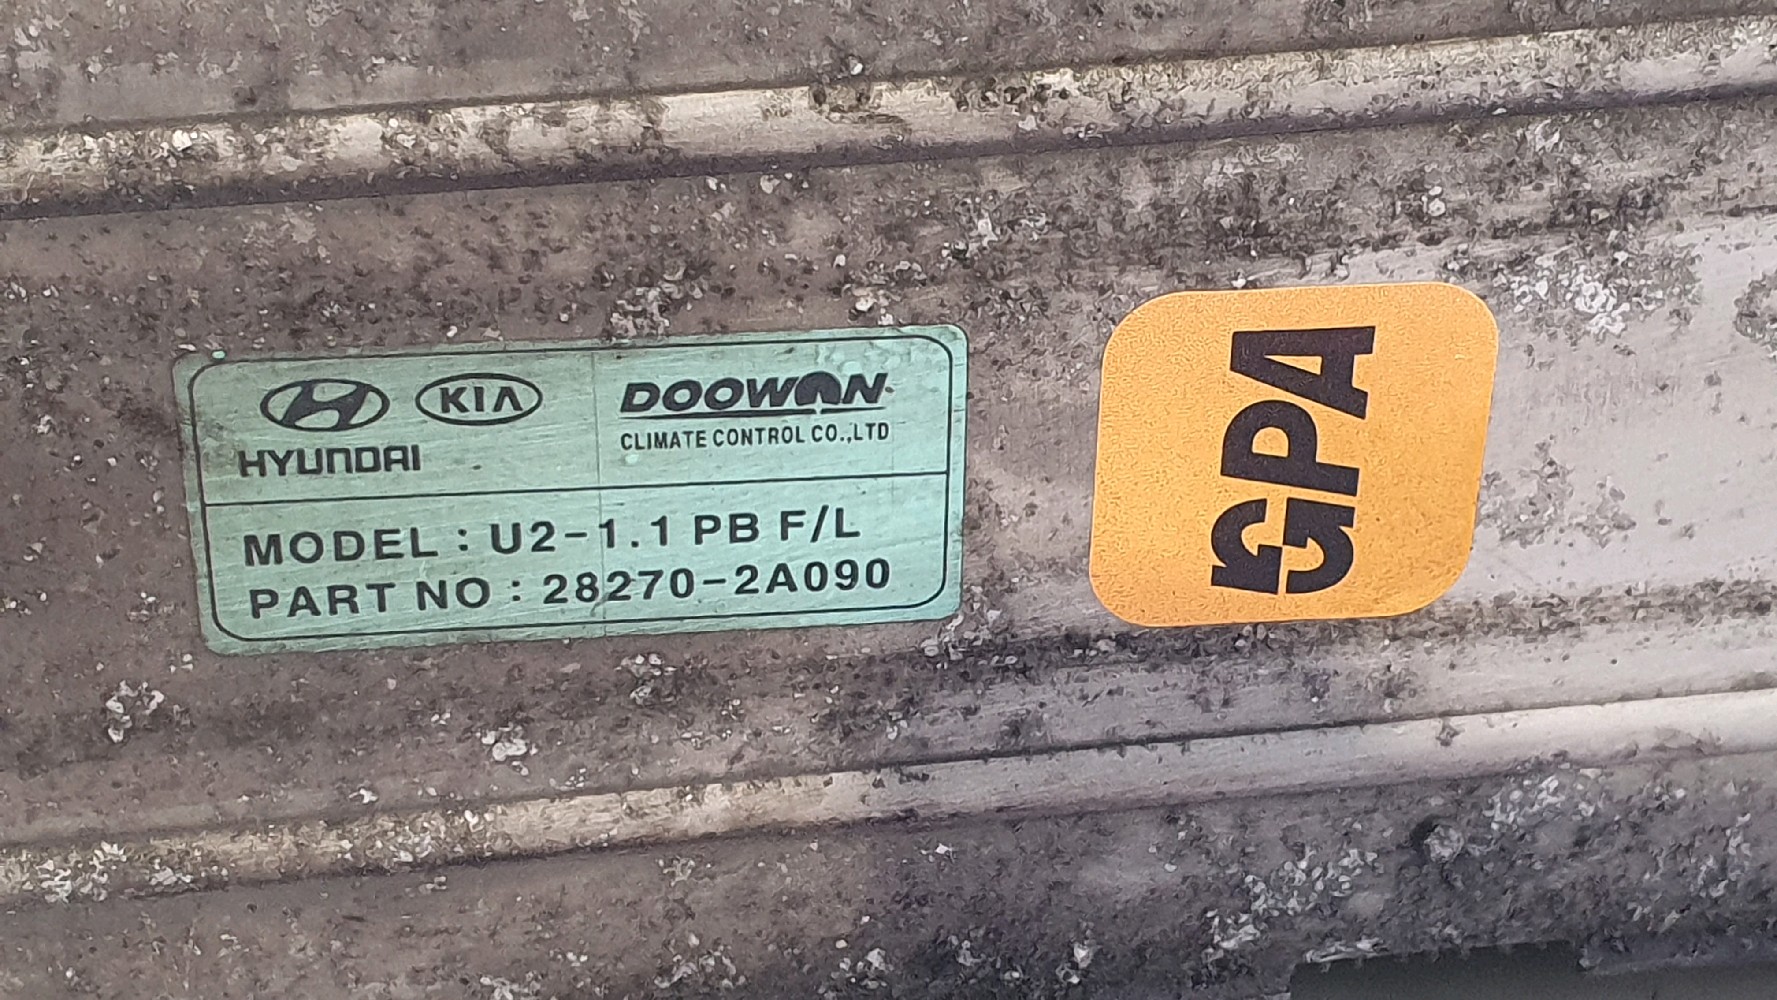 KIA
HYUNDAI
DOOWON
CLIMATE CONTROL CO.,LTD
MODEL : U2-1.1 PB F/L
PART NO : 28270-2A090
GPA